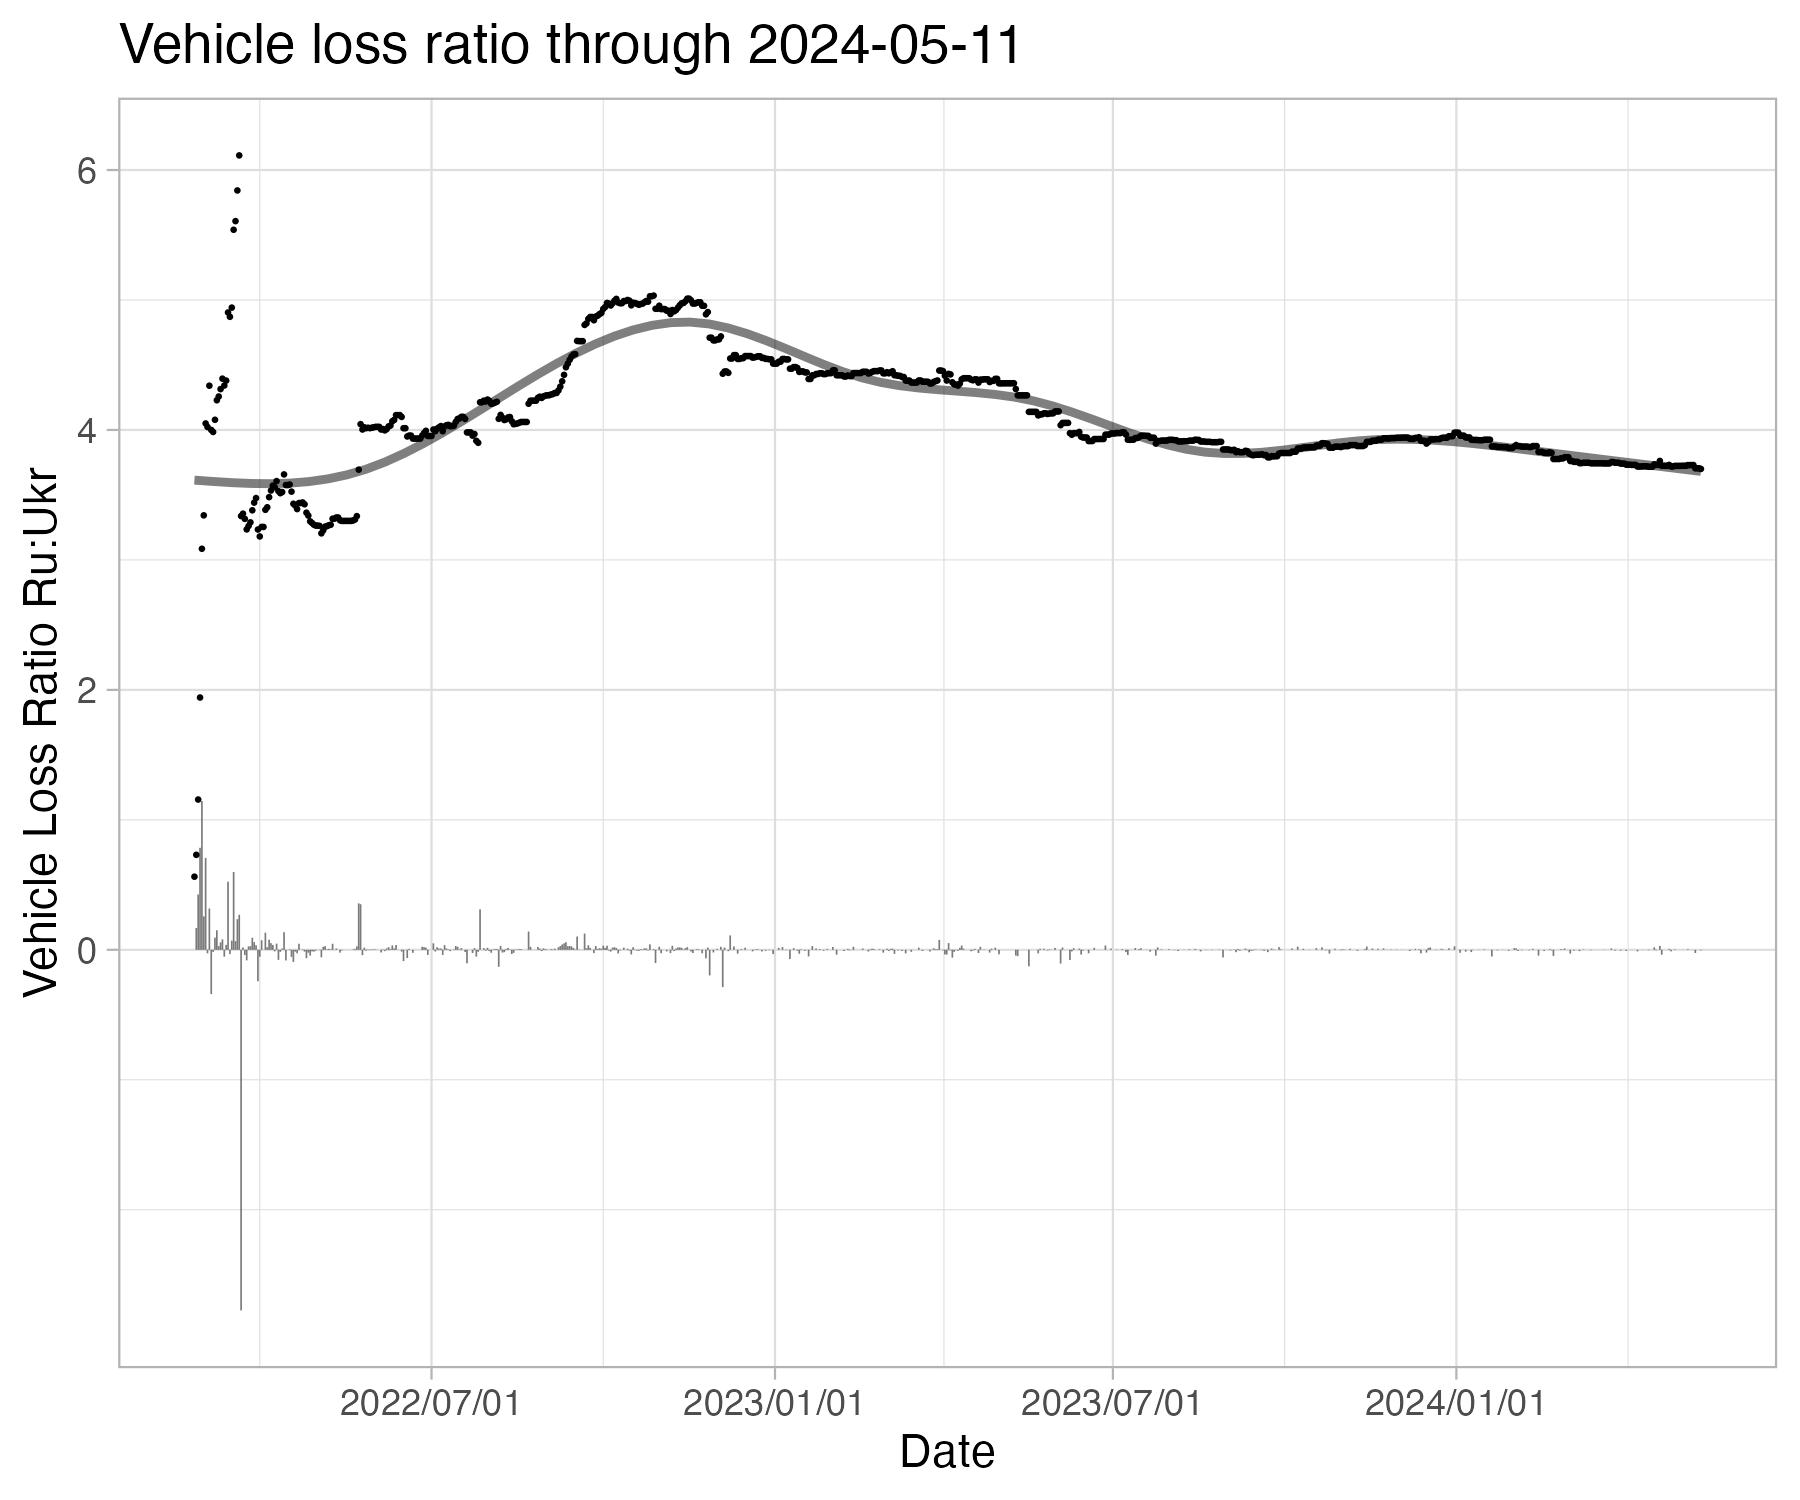 Vehicle loss ratio through 2024-05-11
Vehicle Loss Ratio Ru:Ukr
6
4
2
0
2022/07/01
2023/01/01
2023/07/01
2024/01/01
Date